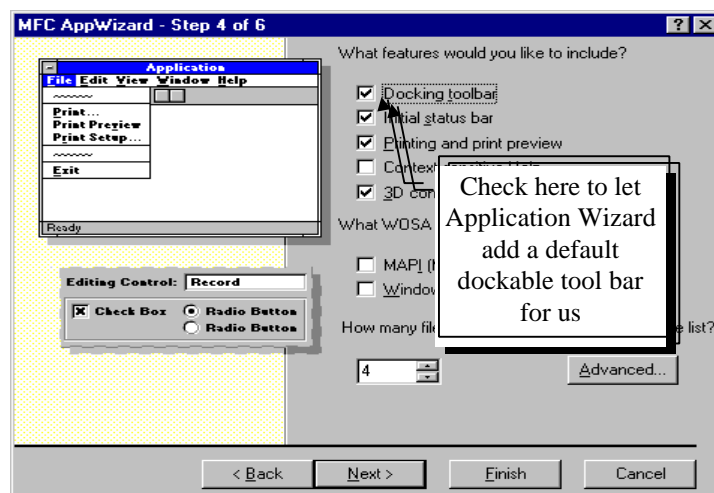 MFC AppWizard - Step 4 of 6
Application
File Edit View Window Help
Print...
Print Preview
Print Setup...
Exit
Ready
Editing Control: Record
Check Box
Radio Button
Radio Button
What features would you like to include?
Docking toolbar
Initial status bar
Printing and print preview
3D
What WOSA
MAPI
How many
list?
4
Advanced...
Check here to let
Application Wizard
add a default
dockable tool bar
for us
< Back
Next >
Finish
Cancel